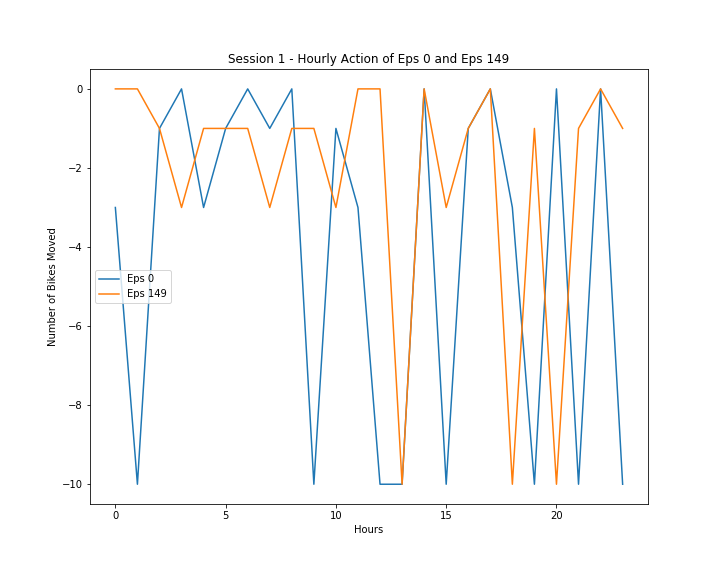 Session 1 - Hourly Action of Eps 0 and Eps 149
Number of Bikes Moved
0
−2
−4
−6
−8
−10
Eps 0
Eps 149
0 5 10 15 20
Hours